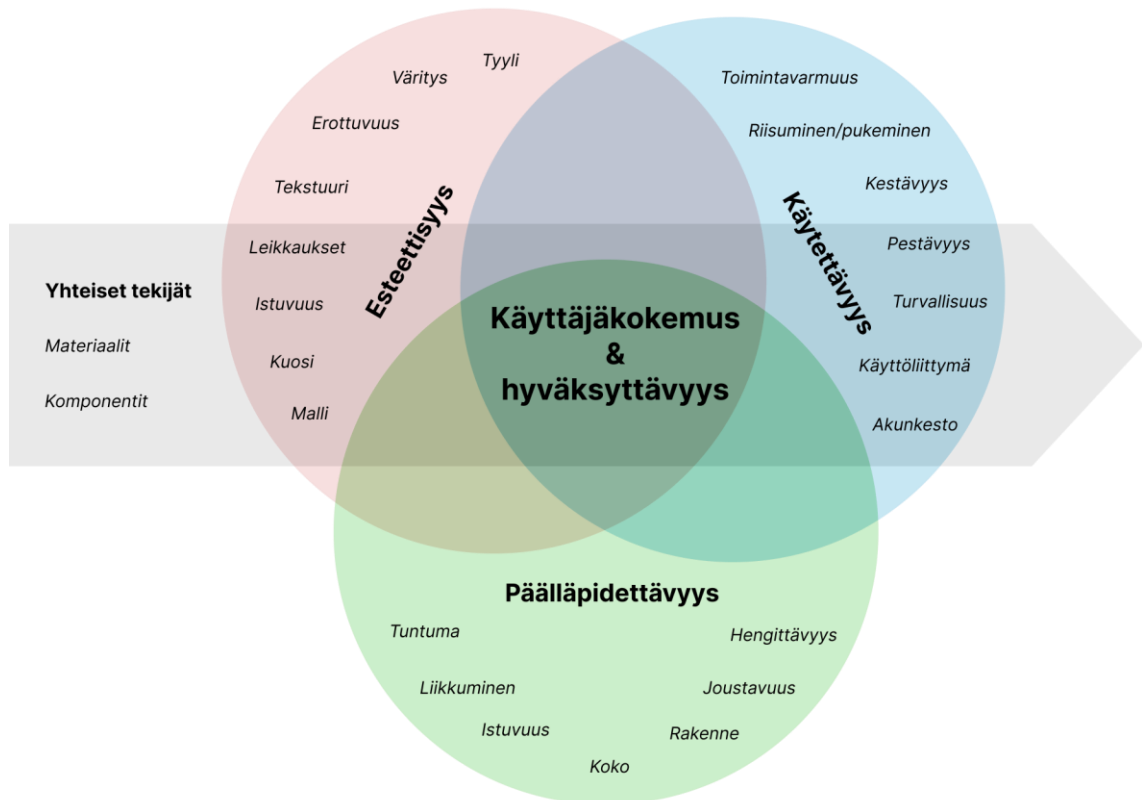 Tyyli
Väritys
Erottuvuus
Tekstuuri
Leikkaukset
Istuvuus
Kuosi
Malli
Esteettisyys
Toimintavarmuus
Riisuminen/pukeminen
Kestävyys
Pestävyys
Turvallisuus
Käyttöliittymä
Akunkesto
Käytettävyys
Yhteiset tekijät
Materiaalit
Komponentit
Käyttäjäkokemus
&
hyväksyttävyys
Päälläpidettävyys
Tuntuma
Liikkuminen
Istuvuus
Koko
Rakenne
Joustavuus
Hengittävyys